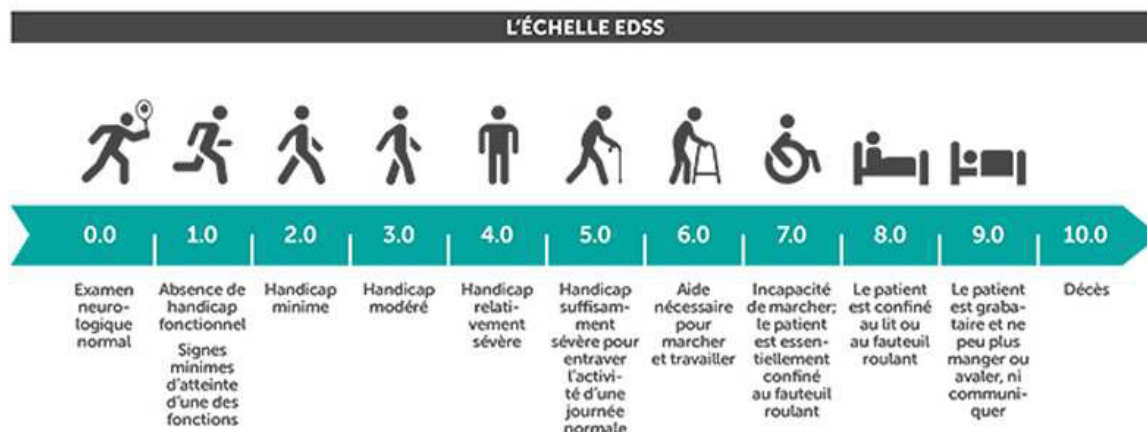 L'ÉCHELLE EDSS
0.0
1.0
2.0
3.0
4.0
5.0
6.0
7.0
8.0
9.0
10.0
Examen
neuro-
logique
normal
Absence de
handicap
fonctionnel
Signes
minimes
d'atteinte
d'une des
fonctions
Handicap
minime
Handicap
modéré
Handicap
relati-
vement
sévère
Handicap
suffisam-
ment
sévère pour
entraver
l'activi-
té d'une
journée
normale
Aide
nécessaire
pour
marcher
et travailler
Incapacité
de marcher;
le patient
est essen-
tiellement
confiné
au fauteuil
roulant
Le patient
est confiné
au lit ou
au fauteuil
roulant
Le patient
est graba-
taire et ne
peu plus
manger ou
avaler, ni
communi-
quer
Décès